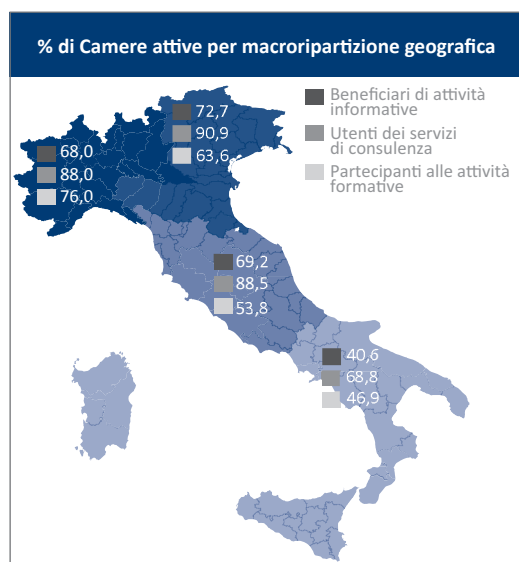 % di Camere attive per macroripartizione geografica
Beneficiari di attività
informative
Utenti dei servizi
di consulenza
Partecipanti alle attività
formative
72,7
90,9
63,6
68,0
88,0
76,0
69,2
88,5
53,8
40,6
68,8
46,9